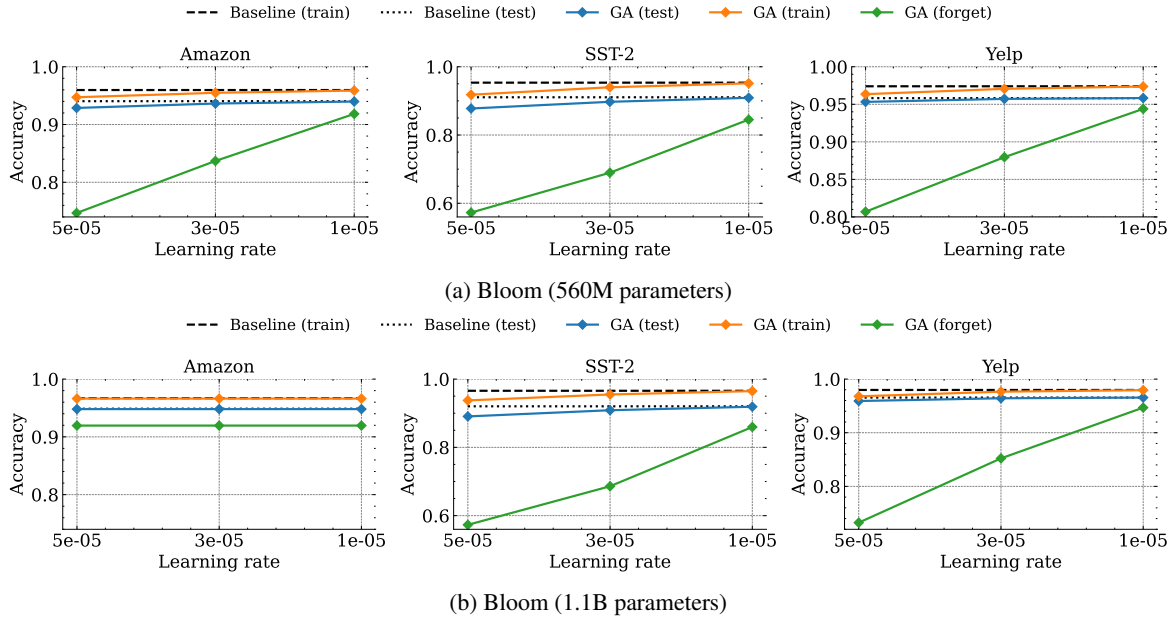 Baseline (train) Baseline (test) GA (test) GA (train) GA (forget)
Amazon SST-2 Yelp
Accuracy
1.0
0.9
0.8
5e-05 3e-05 1e-05
Learning rate
Accuracy
1.0
0.8
0.6
5e-05 3e-05 1e-05
Learning rate
Accuracy
1.00
0.95
0.90
0.85
0.80
5e-05 3e-05 1e-05
Learning rate
(a) Bloom (560M parameters)
Baseline (train) Baseline (test) GA (test) GA (train) GA (forget)
Amazon SST-2 Yelp
Accuracy
1.0
0.9
0.8
5e-05 3e-05 1e-05
Learning rate
Accuracy
1.0
0.8
0.6
5e-05 3e-05 1e-05
Learning rate
Accuracy
1.0
0.9
0.8
5e-05 3e-05 1e-05
Learning rate
(b) Bloom (1.1B parameters)